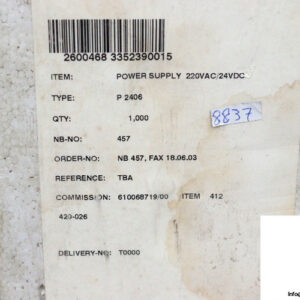 2600468 3352390015
ITEM: POWER SUPPLY 220VAC/24VDC
TYPE: P 2406
QTY: 1,000
8837
NB-NO: 457
ORDER-NO: NB 457, FAX 18.06.03
REFERENCE: TBA
COMMISSION: 610068719/00 ITEM 412
420-026
DELIVERY-NO: T0000